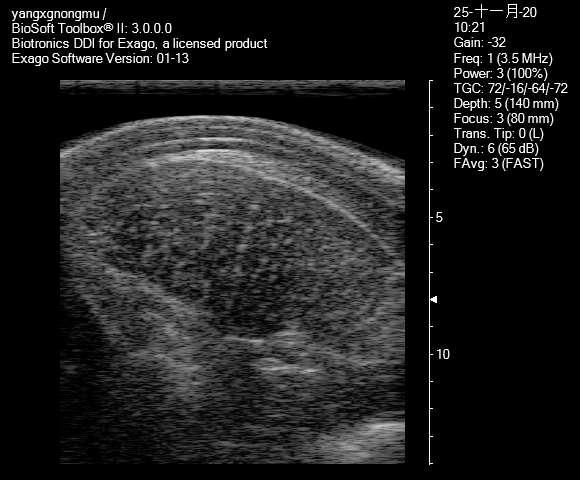 yangxgnongmu /
BioSoft Toolbox® II: 3.0.0.0
Biotronics DDI for Exago, a licensed product
Exago Software Version: 01-13
25-十一月-20
10:21
Gain: -32
Freq: 1 (3.5 MHz)
Power: 3 (100%)
TGC: 72/-16/-64/-72
Depth: 5 (140 mm)
Focus: 3 (80 mm)
Trans. Tip: 0 (L)
Dyn.: 6 (65 dB)
FAvg: 3 (FAST)
5
10